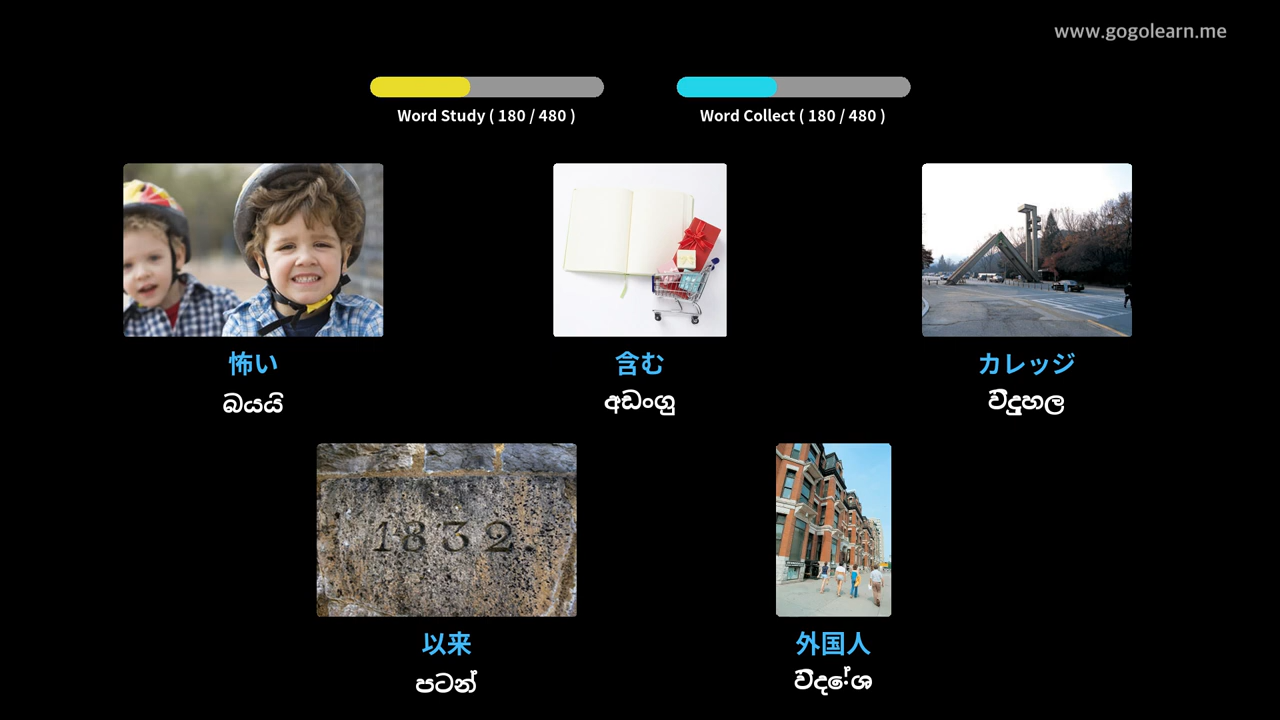 www.gogolearn.me
Word Study ( 180 / 480 )
Word Collect ( 180 / 480 )
怖い
බයයි
含む
අඩංගු
カレッジ
විදුහල
1832.
以来
පටන්
外国人
විදේශ